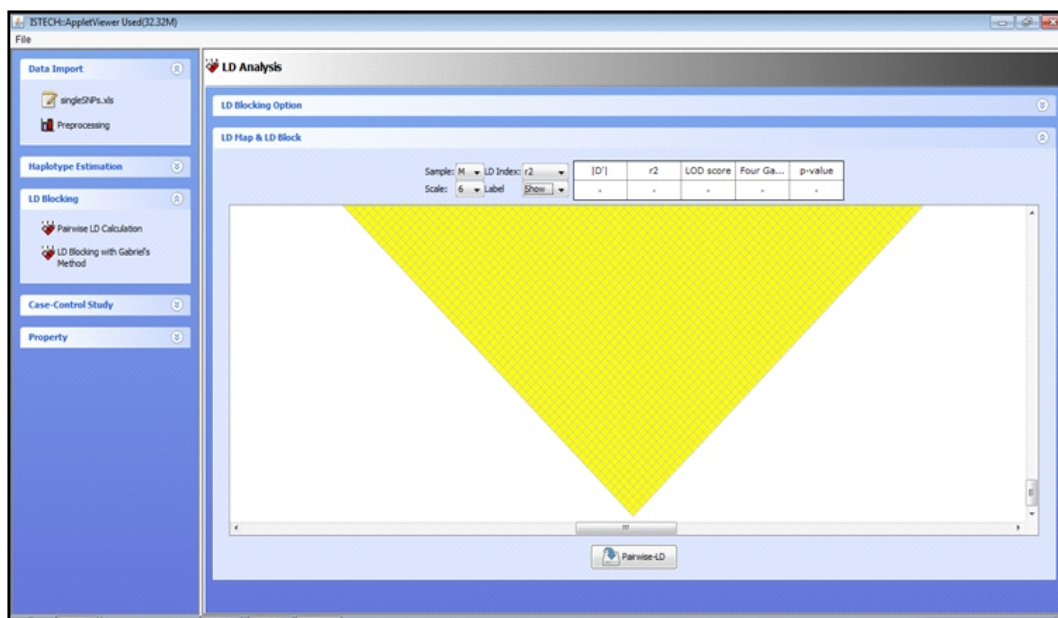 ISTECH::AppletViewer Used(32.32M)
File
Data Import
singleSNPs.xls
Preprocessing
Haplotype Estimation
LD Blocking
Pairwise LD Calculation
LD Blocking with Gabriel's
Method
Case-Control Study
Property
LD Analysis
LD Blocking Option
LD Map & LD Block
Sample: M LD Index: r2
Scale: 6 Label Show
|D'| r2 LOD score Four Ga... p-value
- - - - -
Pairwise-LD